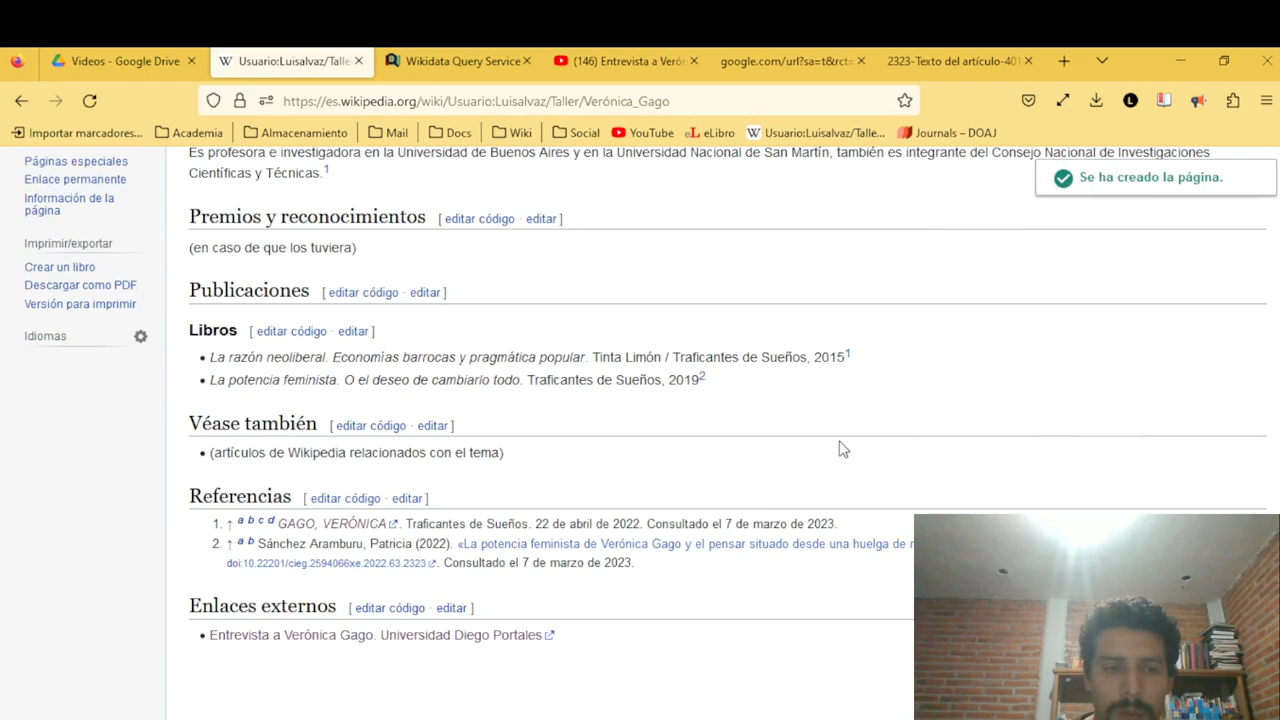 Videos - Google Drive
Usuario:Luisalvaz/Taller
Wikidata Query Service
(146) Entrevista a Verón
google.com/url?sa=t&rct=
2323-Texto del artículo-401
https://es.wikipedia.org/wiki/Usuario:Luisalvaz/Taller/Verónica_Gago
Importar marcadores...
Academia
Almacenamiento
Mail
Docs
Wiki
Social
YouTube
eLibro
Usuario:Luisalvaz/Talle...
Journals – DOAJ
Páginas especiales
Enlace permanente
Información de la
página
Imprimir/exportar
Crear un libro
Descargar como PDF
Versión para imprimir
Idiomas
Es profesora e investigadora en la Universidad de Buenos Aires y en la Universidad Nacional de San Martín, también es integrante del Consejo Nacional de Investigaciones
Científicas y Técnicas.1
Se ha creado la página.
Premios y reconocimientos [ editar código · editar ]
(en caso de que los tuviera)
Publicaciones [ editar código · editar ]
Libros [ editar código · editar ]
• La razón neoliberal. Economías barrocas y pragmática popular. Tinta Limón / Traficantes de Sueños, 20151
• La potencia feminista. O el deseo de cambiarlo todo. Traficantes de Sueños, 20192
Véase también [ editar código · editar ]
• (artículos de Wikipedia relacionados con el tema)
Referencias [ editar código · editar ]
1. ↑ a b c d GAGO, VERÓNICA. Traficantes de Sueños. 22 de abril de 2022. Consultado el 7 de marzo de 2023.
2. ↑ a b Sánchez Aramburu, Patricia (2022). «La potencia feminista de Verónica Gago y el pensar situado desde una huelga de
doi:10.22201/cieg.2594066xe.2022.63.2323. Consultado el 7 de marzo de 2023.
Enlaces externos [ editar código · editar ]
• Entrevista a Verónica Gago. Universidad Diego Portales